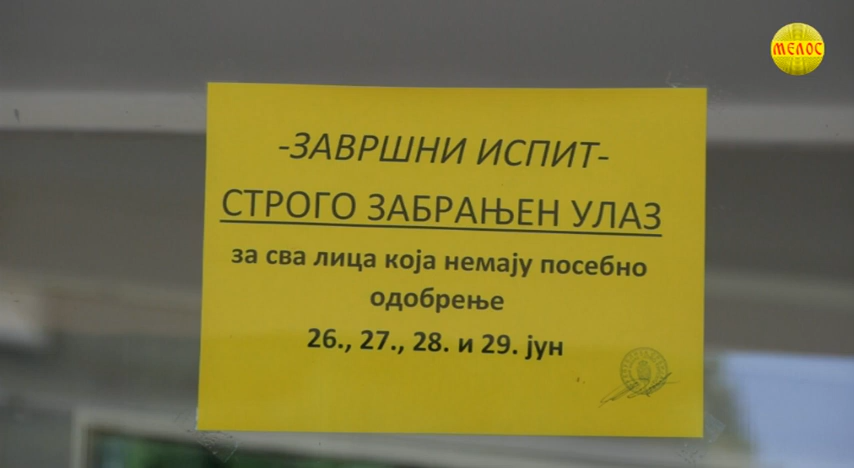 МЕЛОС
-ЗАВРШНИ ИСПИТ-
СТРОГО ЗАБРАЊЕН УЛАЗ
за сва лица која немају посебно
одобрење
26., 27., 28. и 29. јун